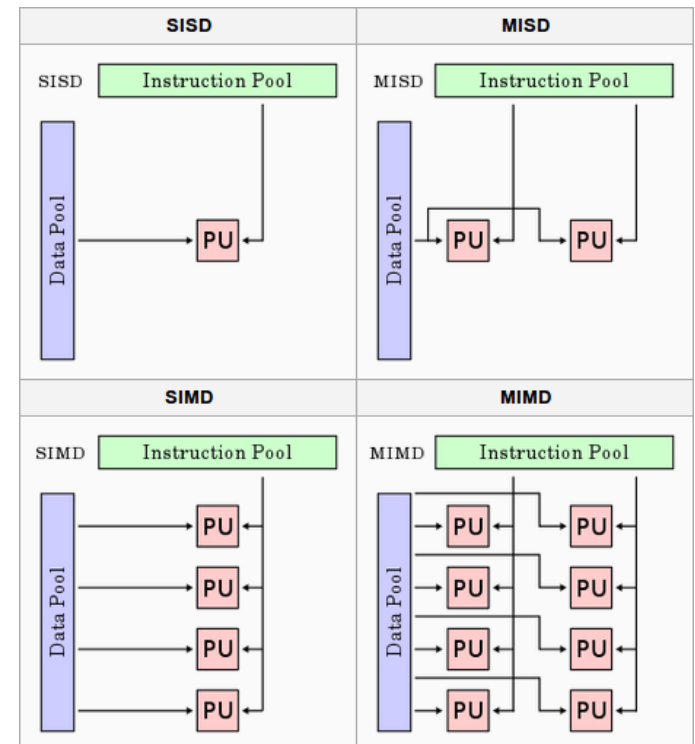 SISD
MISD
SISD
Instruction Pool
Data Pool
PU
MISD
Instruction Pool
Data Pool
PU
PU
SIMD
MIMD
SIMD
Instruction Pool
Data Pool
PU
PU
PU
PU
MIMD
Instruction Pool
Data Pool
PU
PU
PU
PU
PU
PU
PU
PU